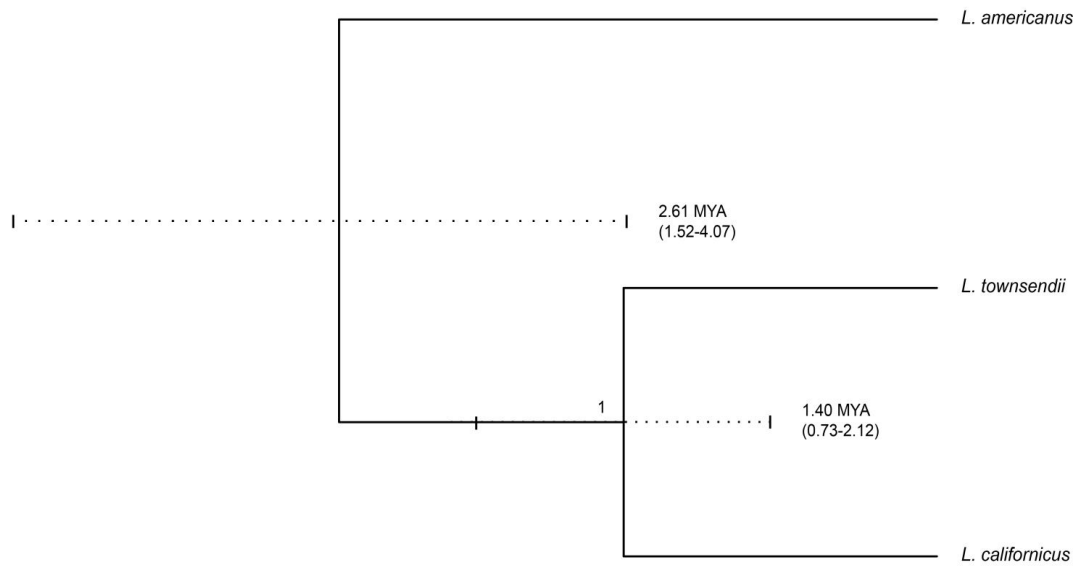 L. americanus
2.61 MYA
(1.52-4.07)
L. townsendii
1
1.40 MYA
(0.73-2.12)
L. californicus